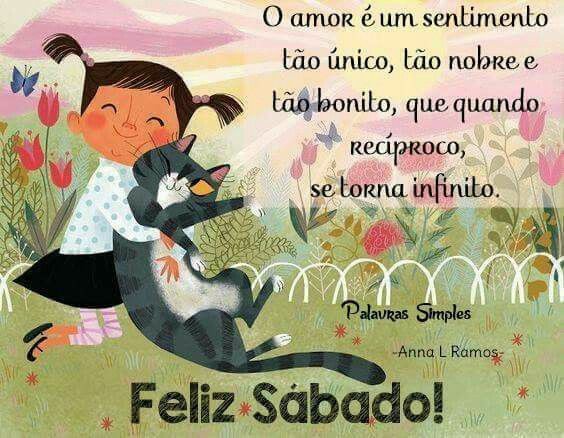 O amor é um sentimento
tão único, tão nobre e
tão bonito, que quando
recíproco,
se torna infinito.
Palavras Simples
-Anna L Ramos-
Feliz Sábado!